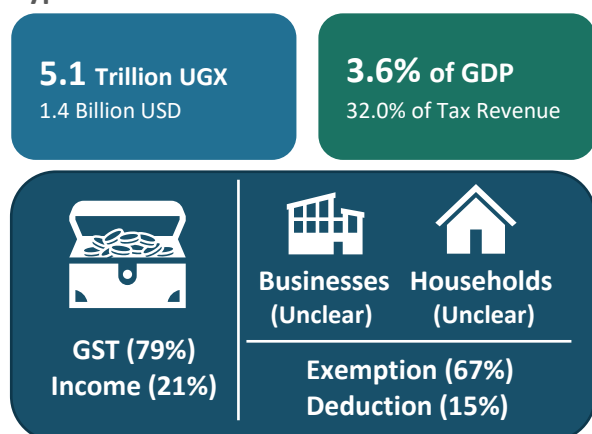 5.1 Trillion UGX
1.4 Billion USD
3.6% of GDP
32.0% of Tax Revenue
GST (79%)
Income (21%)
Businesses
(Unclear)
Households
(Unclear)
Exemption (67%)
Deduction (15%)